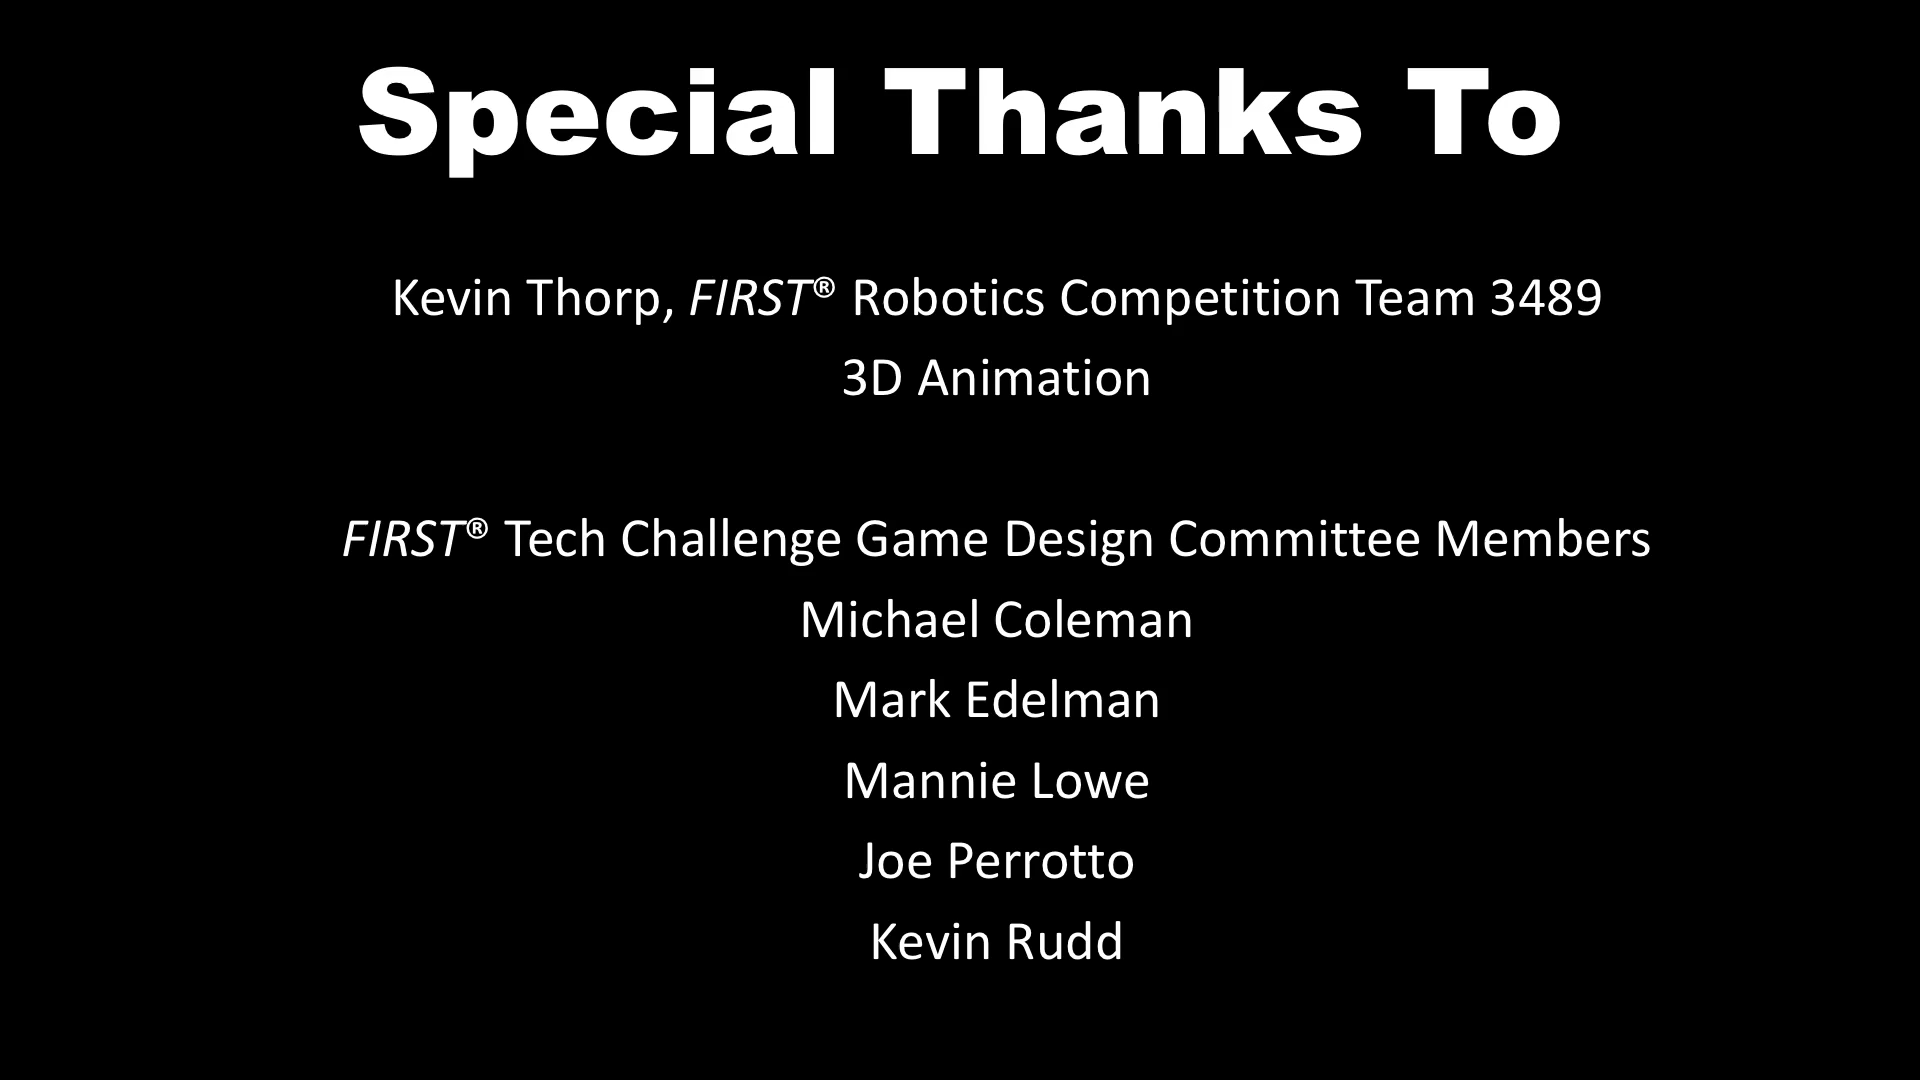 Special Thanks To
Kevin Thorp, FIRST® Robotics Competition Team 3489
3D Animation
FIRST® Tech Challenge Game Design Committee Members
Michael Coleman
Mark Edelman
Mannie Lowe
Joe Perrotto
Kevin Rudd